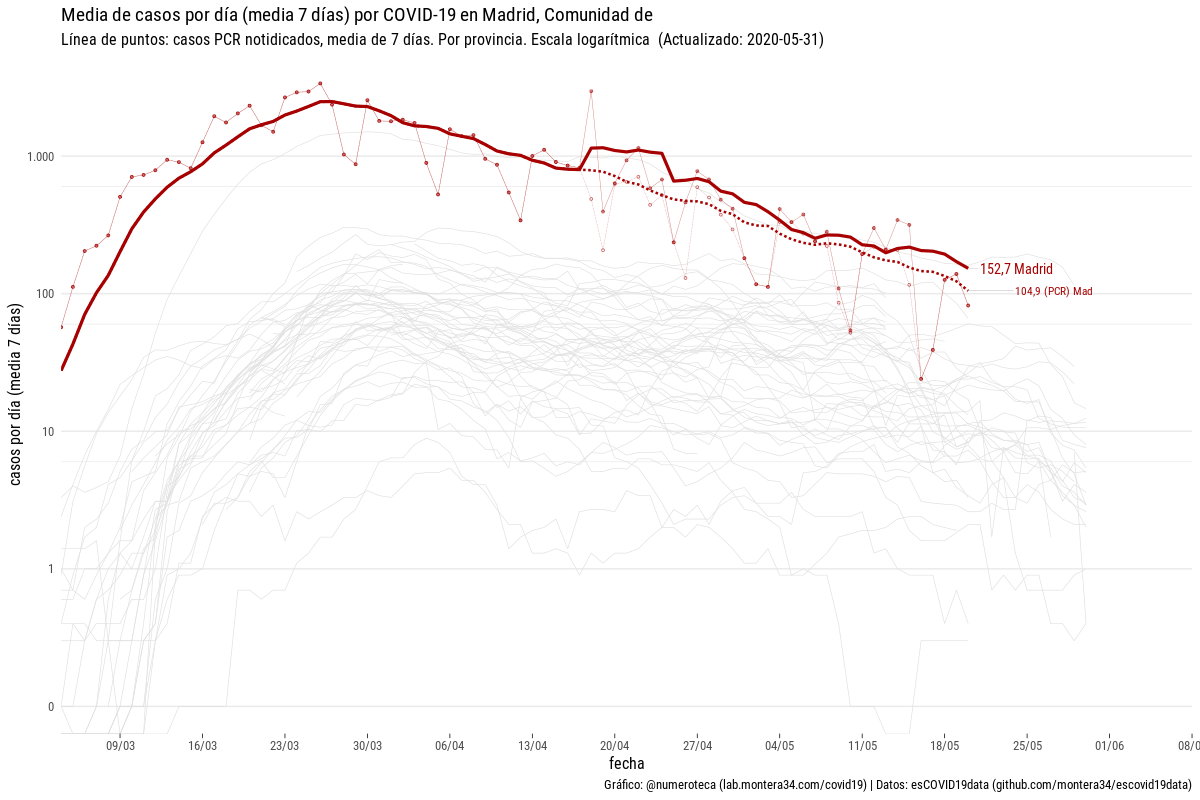 Media de casos por día (media 7 días) por COVID-19 en Madrid, Comunidad de
Línea de puntos: casos PCR notidicados, media de 7 días. Por provincia. Escala logarítmica  (Actualizado: 2020-05-31)
casos por día (media 7 días)
1.000
100
10
1
0
152,7 Madrid
104,9 (PCR) Mad
09/03 16/03 23/03 30/03 06/04 13/04 20/04 27/04 04/05 11/05 18/05 25/05 01/06 08/0
fecha
Gráfico: @numeroteca (lab.montera34.com/covid19) | Datos: esCOVID19data (github.com/montera34/escovid19data)